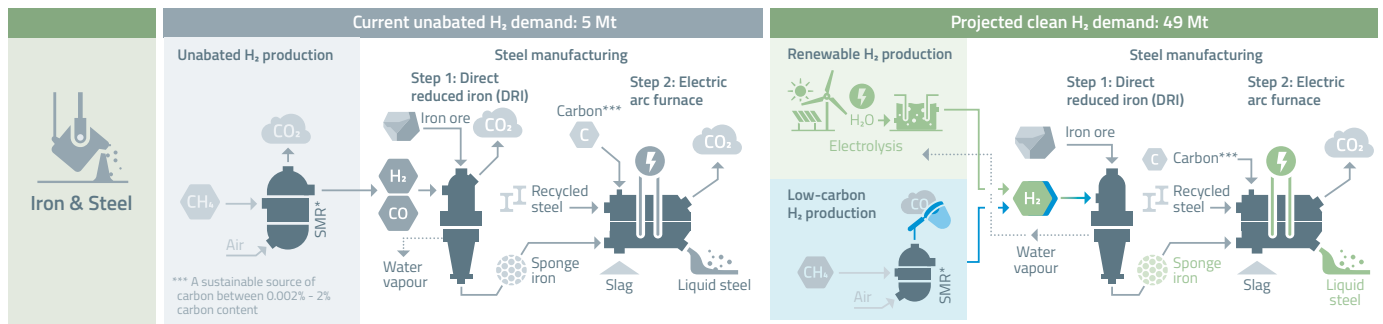 Current unabated H₂ demand: 5 Mt
Projected clean H₂ demand: 49 Mt
Iron & Steel
Unabated H₂ production
CO₂
CH₄
Air
SMR*
*** A sustainable source of
carbon between 0.002% - 2%
carbon content
Steel manufacturing
Step 1: Direct
reduced iron (DRI)
Step 2: Electric
arc furnace
Iron ore
CO₂
Carbon***
C
CO₂
H₂
CO
Recycled
steel
Water
vapour
Sponge
iron
Slag
Liquid steel
Renewable H₂ production
H₂O
Electrolysis
Low-carbon
H₂ production
CO₂
CH₄
Air
SMR*
Steel manufacturing
Step 1: Direct
reduced iron (DRI)
Step 2: Electric
arc furnace
Iron ore
C
Carbon***
CO₂
H₂
Recycled
steel
Water
vapour
Sponge
iron
Slag
Liquid
steel